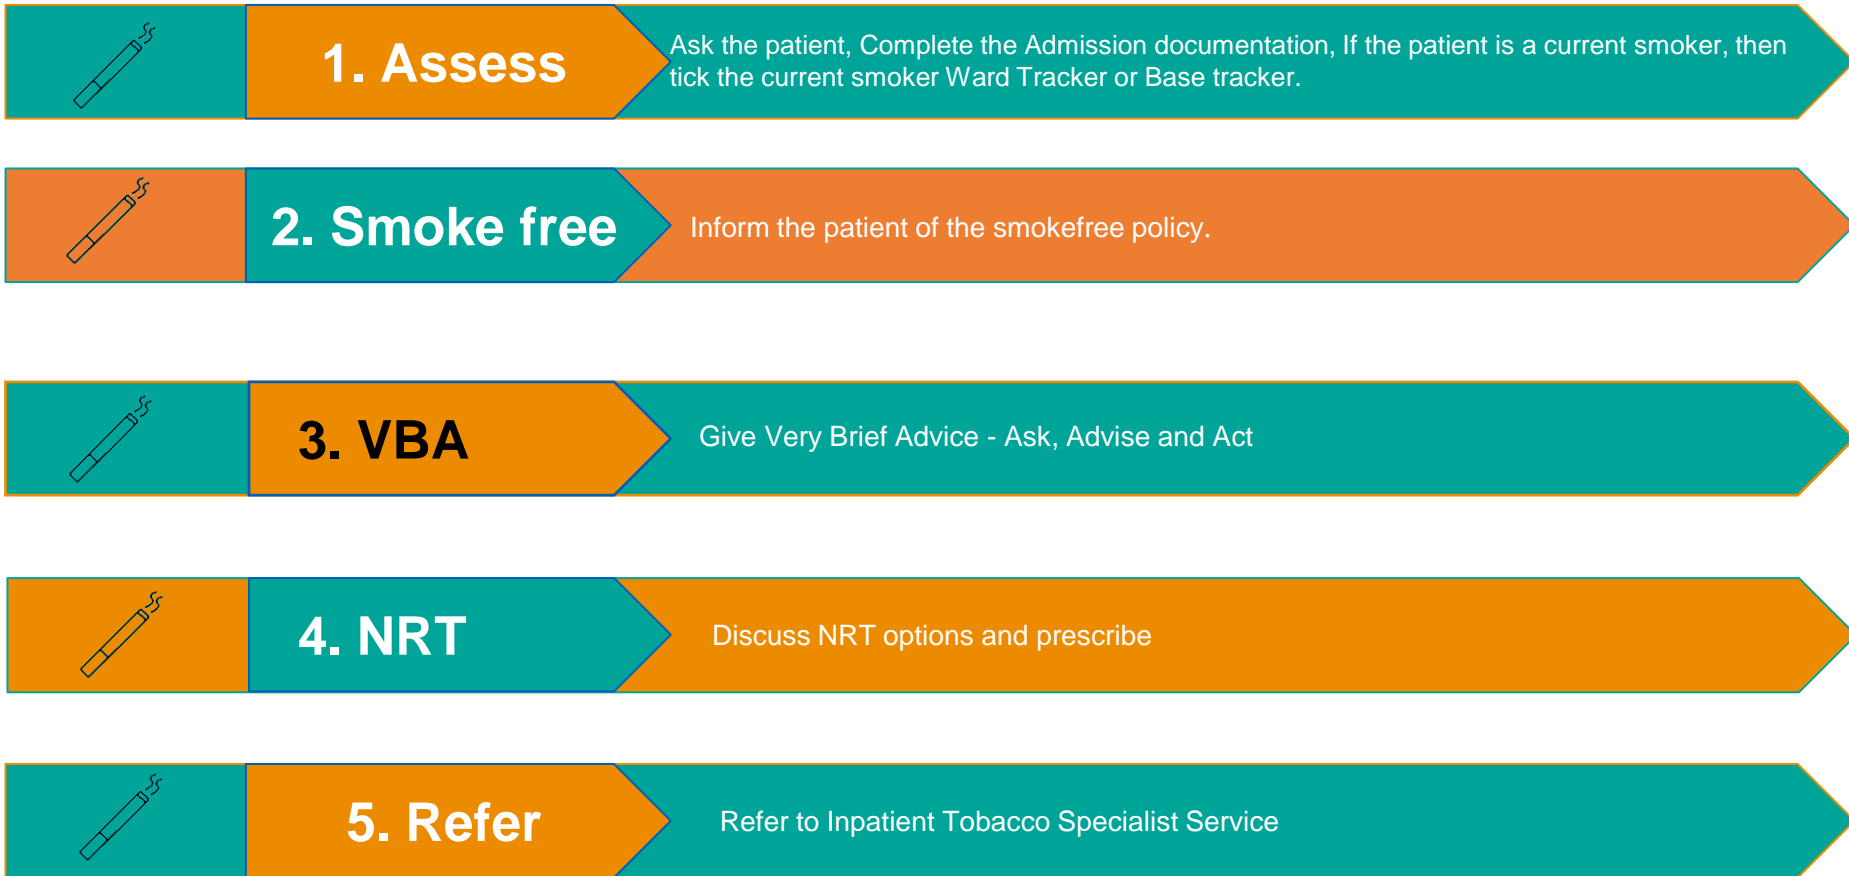 1. Assess
Ask the patient, Complete the Admission documentation, If the patient is a current smoker, then
tick the current smoker Ward Tracker or Base tracker.
2. Smoke free
Inform the patient of the smokefree policy.
3. VBA
Give Very Brief Advice - Ask, Advise and Act
4. NRT
Discuss NRT options and prescribe
5. Refer
Refer to Inpatient Tobacco Specialist Service